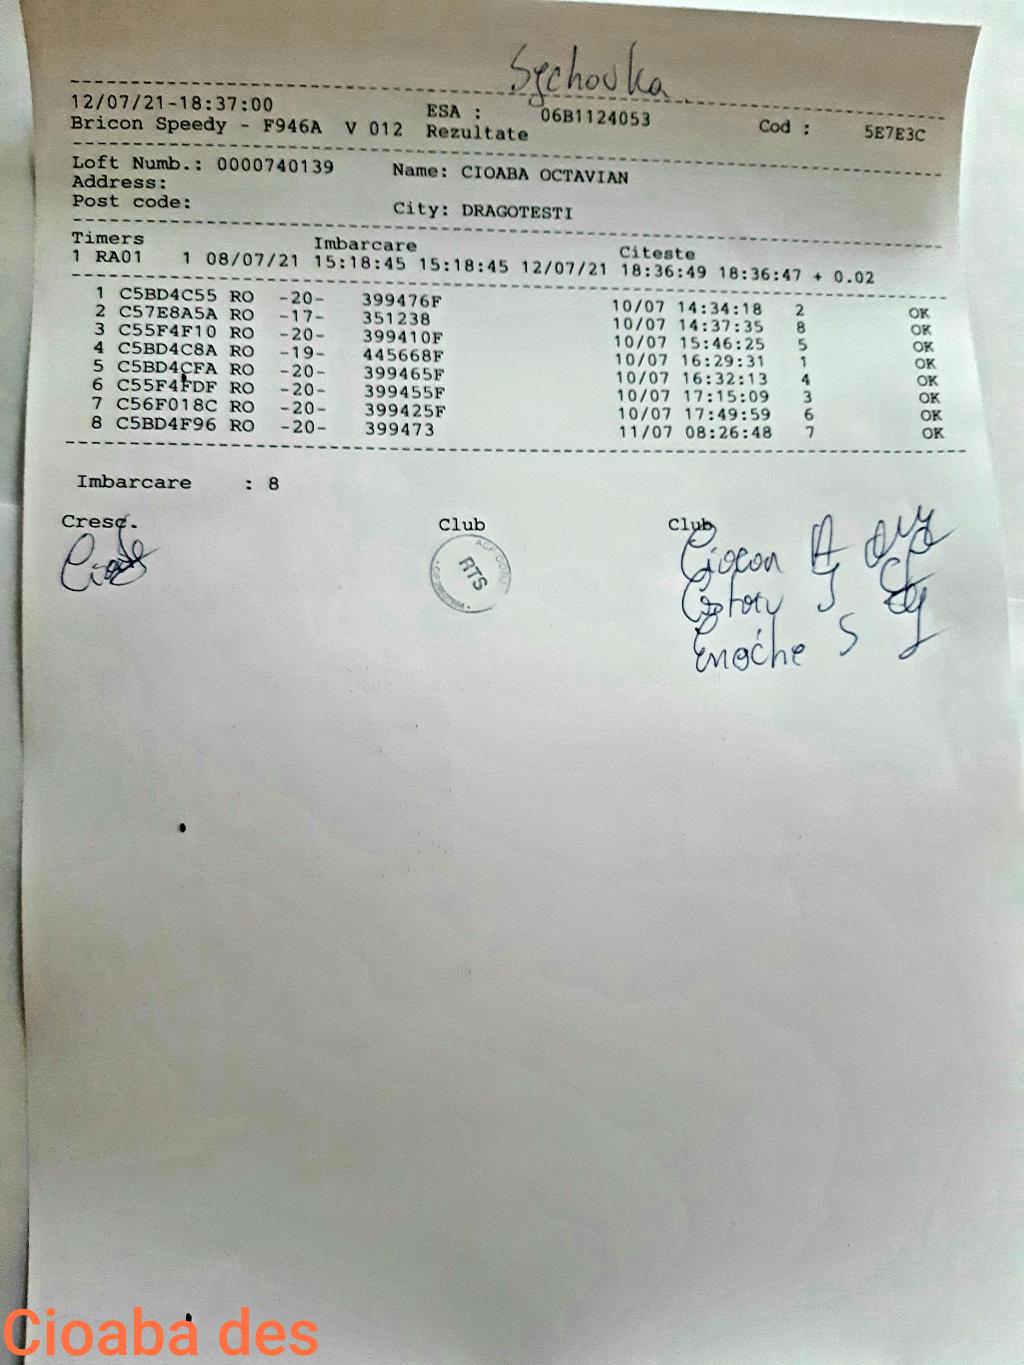 Sychovka
12/07/21-18:37:00 ESA : 06B1124053 Cod : 5E7E3C
Bricon Speedy - F946A V 012 Rezultate
Loft Numb.: 0000740139 Name: CIOABA OCTAVIAN
Address:
Post code: City: DRAGOTESTI
Timers Imbarcare Citeste
1 RA01 1 08/07/21 15:18:45 15:18:45 12/07/21 18:36:49 18:36:47 + 0.02
1 C5BD4C55 RO -20- 399476F 10/07 14:34:18 2 OK
2 C57E8A5A RO -17- 351238 10/07 14:37:35 8 OK
3 C55F4F10 RO -20- 399410F 10/07 15:46:25 5 OK
4 C5BD4C8A RO -19- 445668F 10/07 16:29:31 1 OK
5 C5BD4CFA RO -20- 399465F 10/07 16:32:13 4 OK
6 C55F4FDF RO -20- 399455F 10/07 17:15:09 3 OK
7 C56F018C RO -20- 399425F 10/07 17:49:59 6 OK
8 C5BD4F96 RO -20- 399473 11/07 08:26:48 7 OK
Imbarcare : 8
Cresc. Club Club
RTS
Enache S
Cioaba des